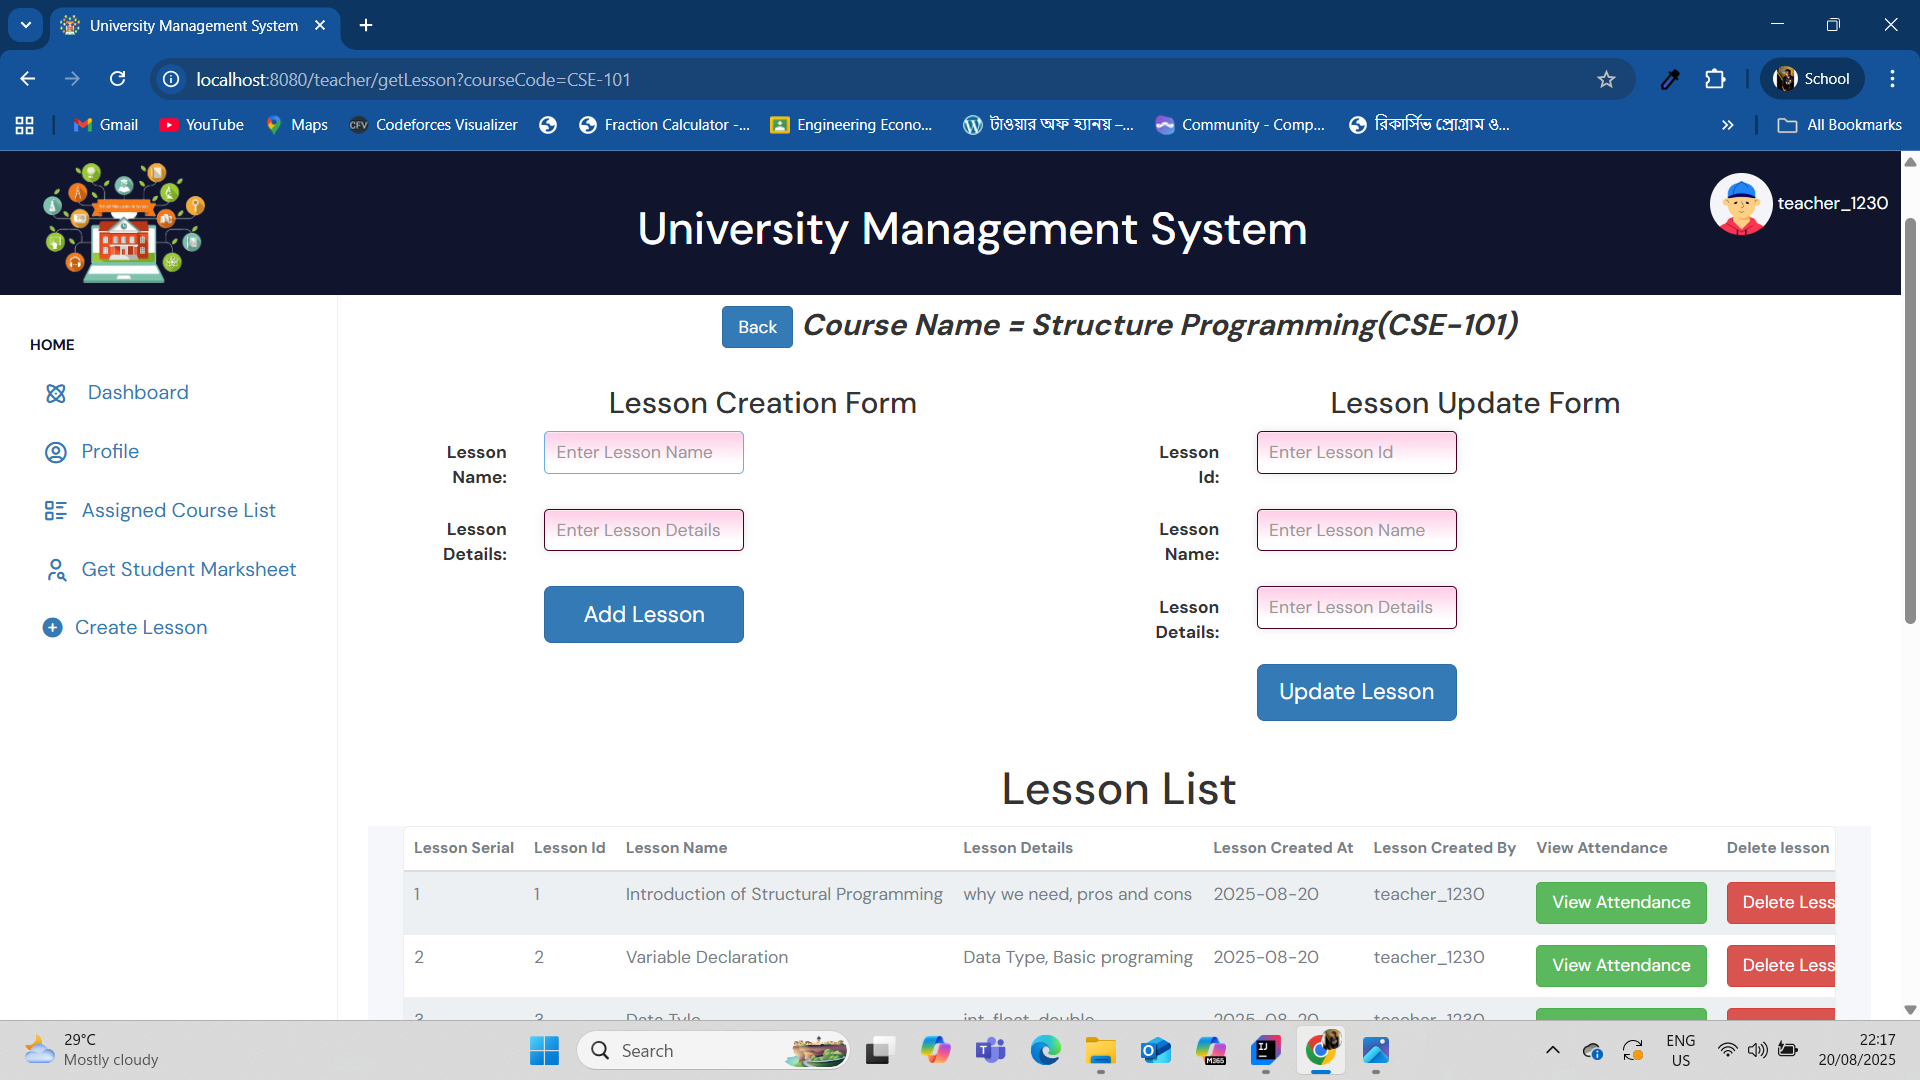 University Management System
localhost:8080/teacher/getLesson?courseCode=CSE-101
School
Gmail
YouTube
Maps
CFV
Codeforces Visualizer
Fraction Calculator -...
Engineering Econo...
টাওয়ার অফ হ্যানয় –...
Community - Comp...
রিকার্সিভ প্রোগ্রাম ও...
»
All Bookmarks
University Management System
teacher_1230
HOME
Dashboard
Profile
Assigned Course List
Get Student Marksheet
Create Lesson
Back
Course Name = Structure Programming(CSE-101)
Lesson Creation Form
Lesson
Name:
Enter Lesson Name
Lesson
Details:
Enter Lesson Details
Add Lesson
Lesson Update Form
Lesson
Id:
Enter Lesson Id
Lesson
Name:
Enter Lesson Name
Lesson
Details:
Enter Lesson Details
Update Lesson
Lesson List
Lesson Serial Lesson Id Lesson Name Lesson Details Lesson Created At Lesson Created By View Attendance Delete lesson
1 1 Introduction of Structural Programming why we need, pros and cons 2025-08-20 teacher_1230 View Attendance Delete Less
2 2 Variable Declaration Data Type, Basic programing 2025-08-20 teacher_1230 View Attendance Delete Less
29°C
Mostly cloudy
Search
M365
ENG
US
22:17
20/08/2025